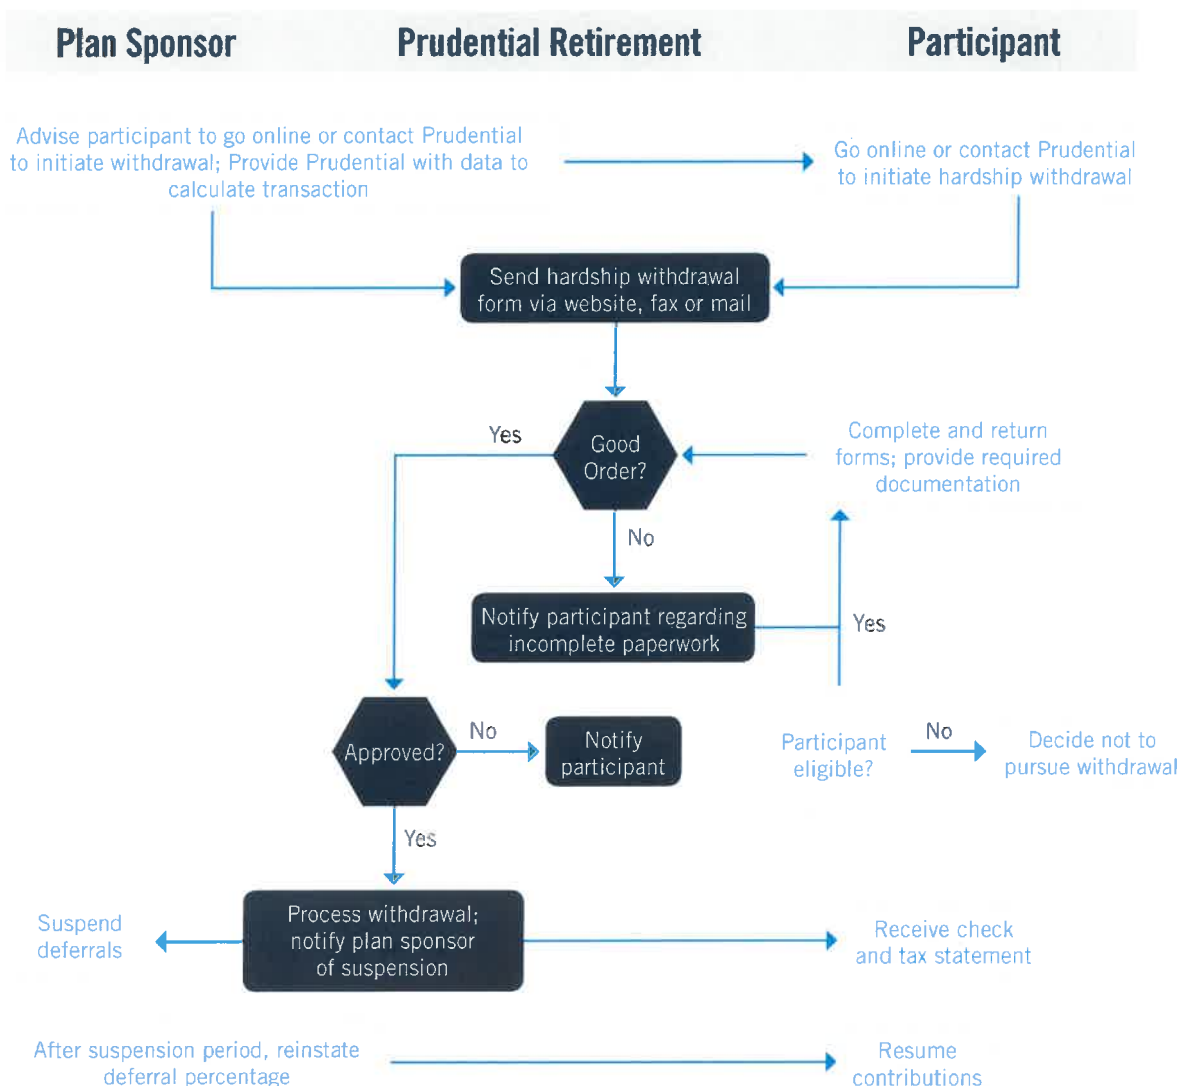 Plan Sponsor
Prudential Retirement
Participant
Advise participant to go online or contact Prudential
to initiate withdrawal; Provide Prudential with data to
calculate transaction
Go online or contact Prudential
to initiate hardship withdrawal
Send hardship withdrawal
form via website, fax or mail
Yes
Good
Order?
Complete and return
forms; provide required
documentation
No
Notify participant regarding
incomplete paperwork
Yes
Approved?
No
Notify
participant
Participant
eligible?
No
Decide not to
pursue withdrawal
Yes
Suspend
deferrals
Process withdrawal;
notify plan sponsor
of suspension
Receive check
and tax statement
After suspension period, reinstate
deferral percentage
Resume
contributions